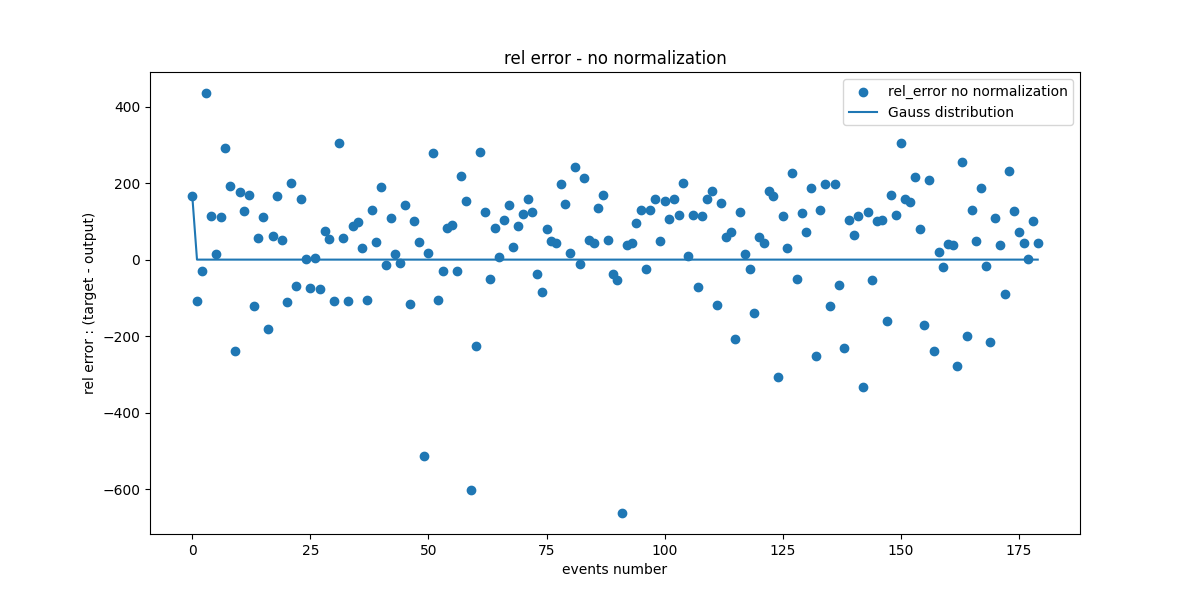 rel error - no normalization
rel_error no normalization
Gauss distribution
rel error : (target - output)
400
200
0
−200
−400
−600
0 25 50 75 100 125 150 175
events number